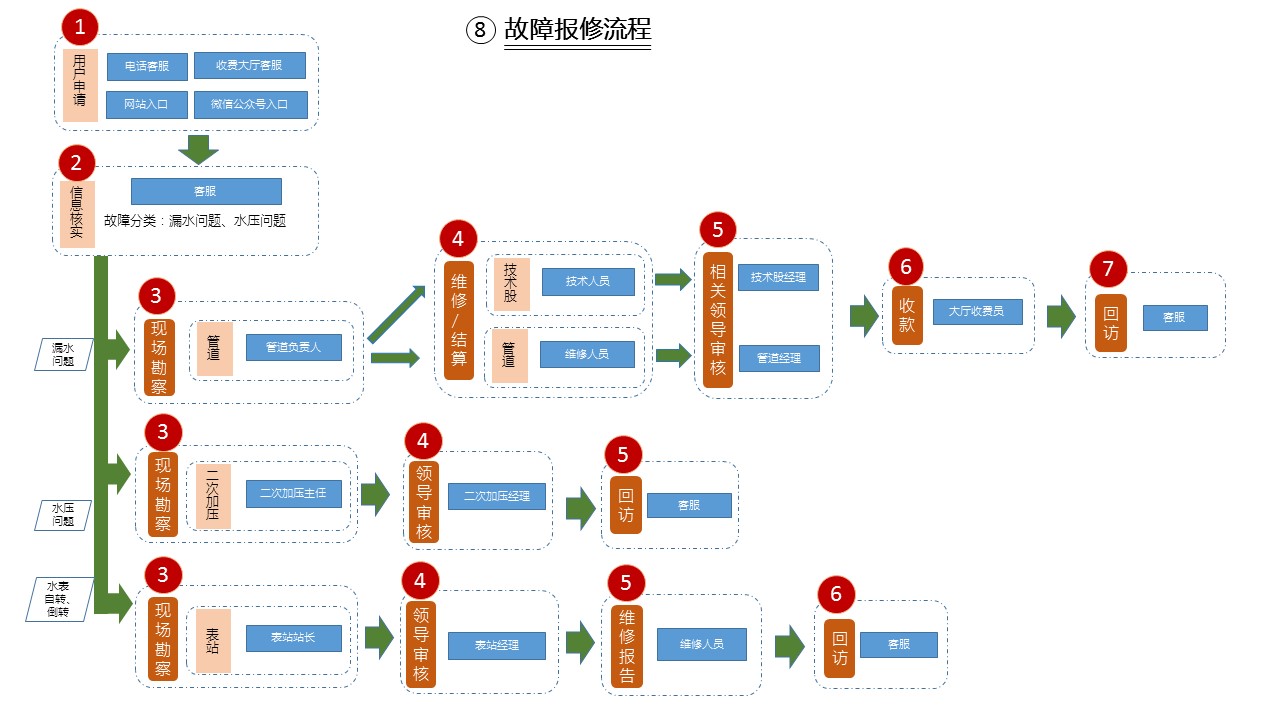 ⑧ 故障报修流程
1
用户申请
电话客服
收费大厅客服
网站入口
微信公众号入口
2
信息核实
客服
故障分类：漏水问题、水压问题
漏水
问题
3
现场勘察
管道
管道负责人
4
维修/结算
技术股
技术人员
管道
维修人员
5
相关领导审核
技术股经理
管道经理
6
收款
大厅收费员
7
回访
客服
水压
问题
3
现场勘察
二次加压
二次加压主任
4
领导审核
二次加压经理
5
回访
客服
水表
自转、
倒转
3
现场勘察
表站
表站站长
4
领导审核
表站经理
5
维修报告
维修人员
6
回访
客服